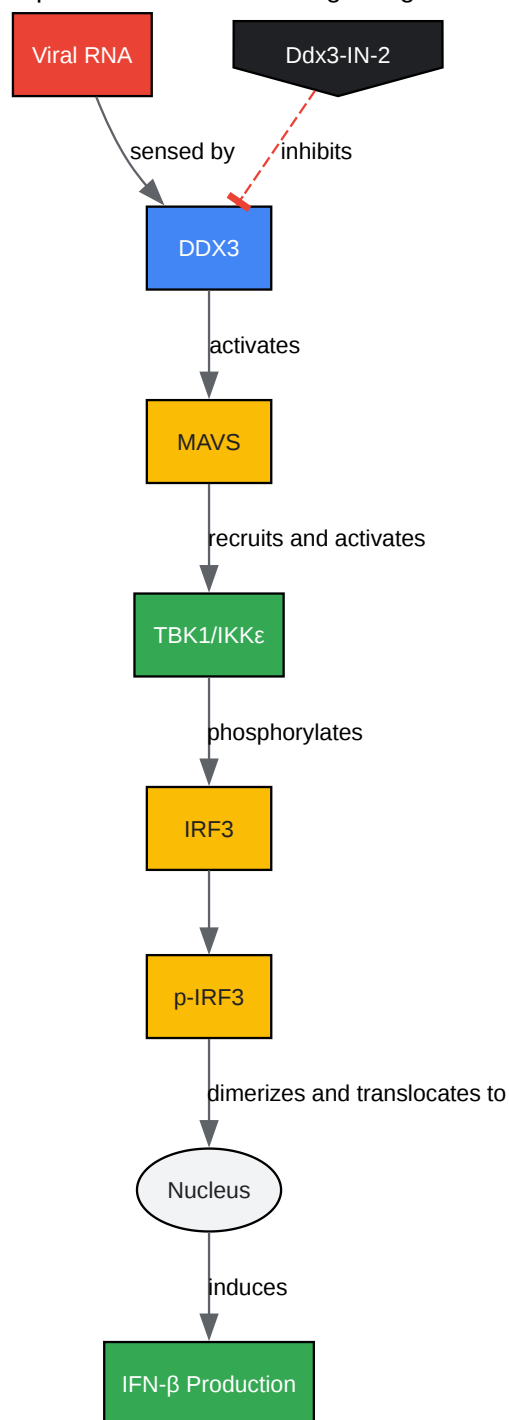 Viral RNA
Ddx3-IN-2
sensed by
inhibits
DDX3
activates
MAVS
recruits and activates
TBK1/IKKε
phosphorylates
IRF3
p-IRF3
dimerizes and translocates to
Nucleus
induces
IFN-β Production